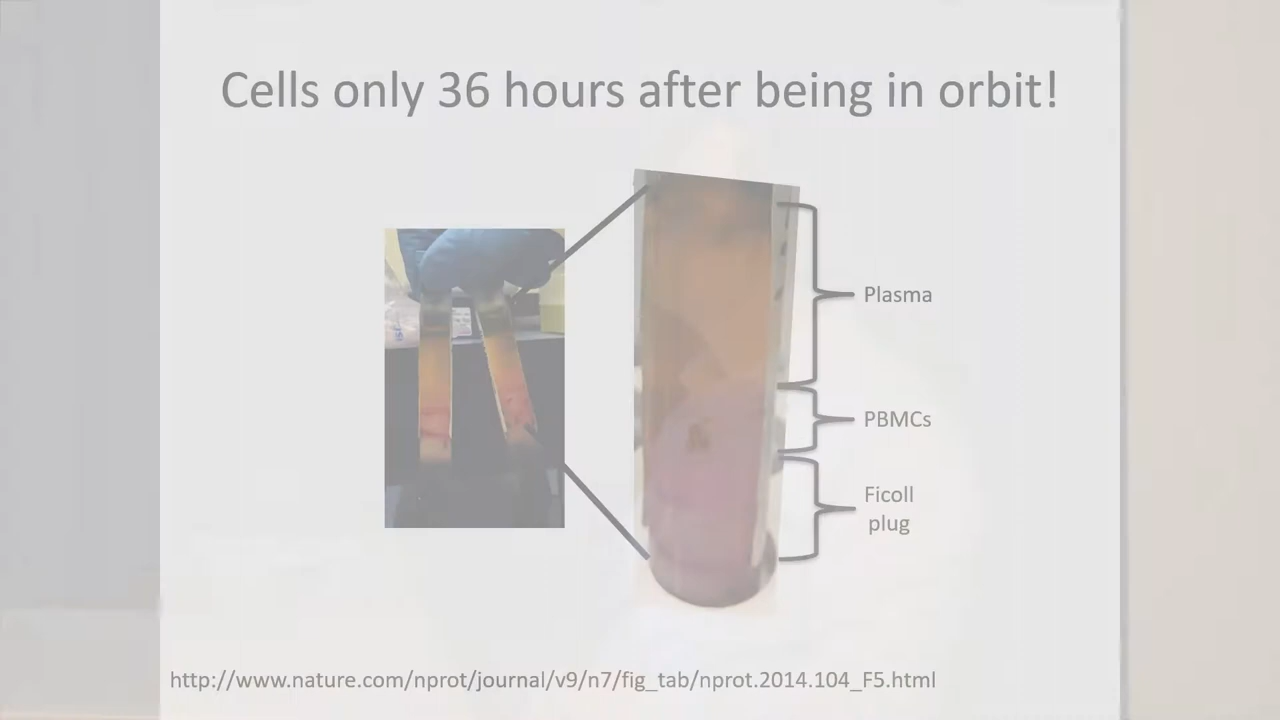 Cells only 36 hours after being in orbit!
Plasma
PBMCs
Ficoll
plug
http://www.nature.com/nprot/journal/v9/n7/fig_tab/nprot.2014.104_F5.html